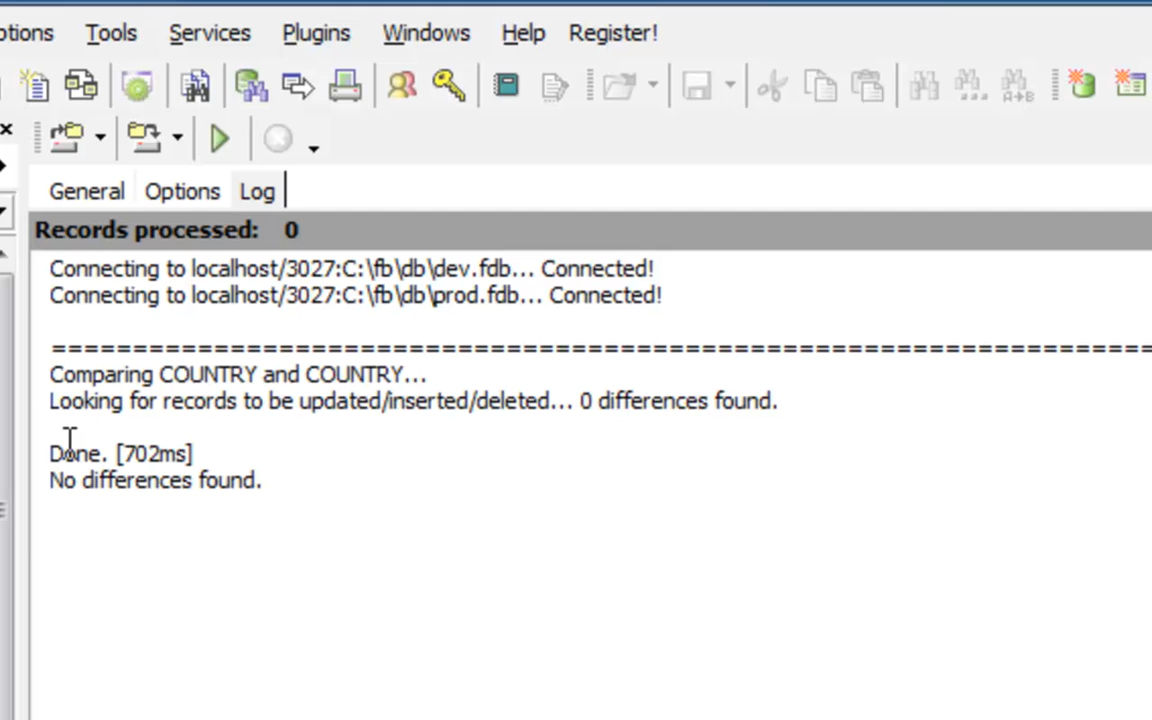 ptions Tools Services Plugins Windows Help Register!
A→B
General Options Log
Records processed: 0
Connecting to localhost/3027:C:\fb\db\dev.fdb... Connected!
Connecting to localhost/3027:C:\fb\db\prod.fdb... Connected!
====================================================================
Comparing COUNTRY and COUNTRY...
Looking for records to be updated/inserted/deleted... 0 differences found.
Done. [702ms]
No differences found.